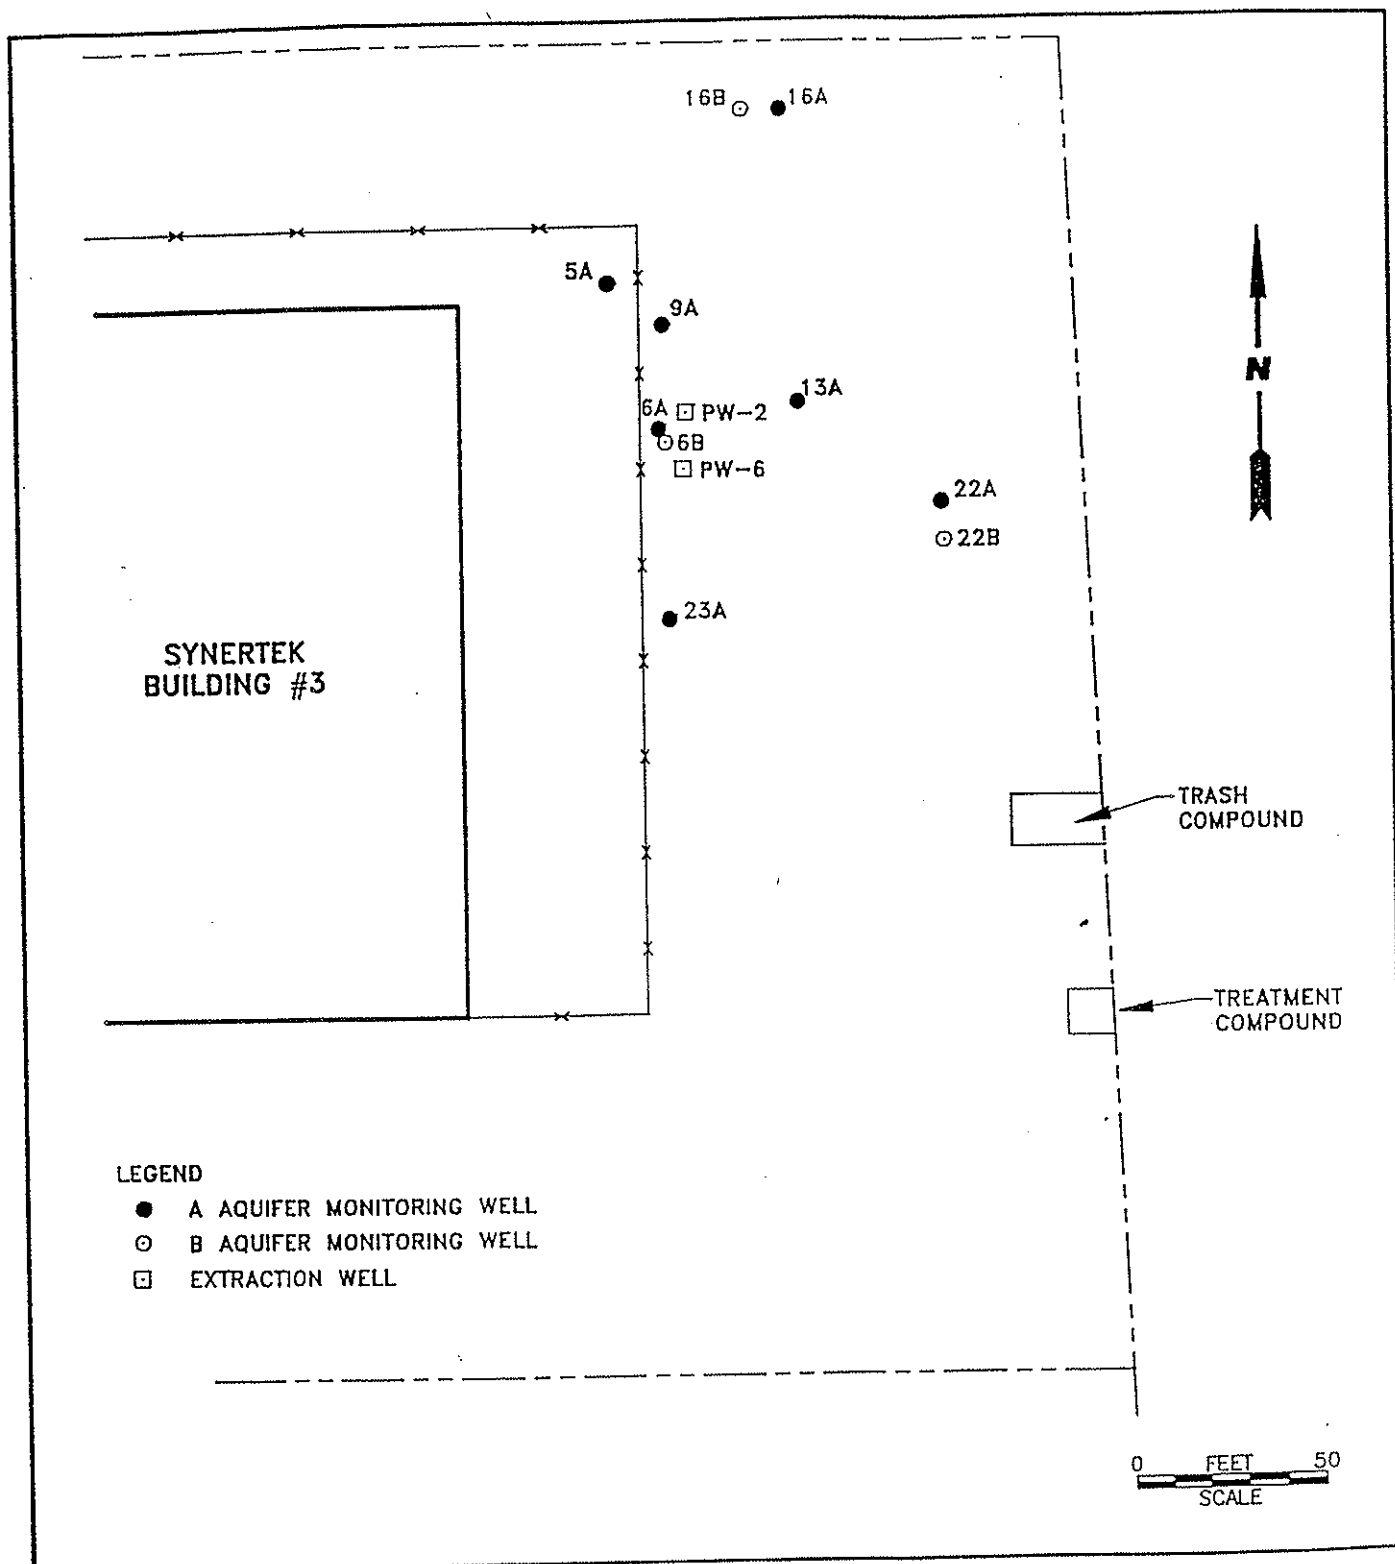 16B 16A
5A
9A
13A
6A PW-2
6B
PW-6
22A
22B
23A
N
SYNERTEK
BUILDING #3
TRASH
COMPOUND
TREATMENT
COMPOUND
LEGEND
A AQUIFER MONITORING WELL
B AQUIFER MONITORING WELL
EXTRACTION WELL
0 FEET 50
SCALE